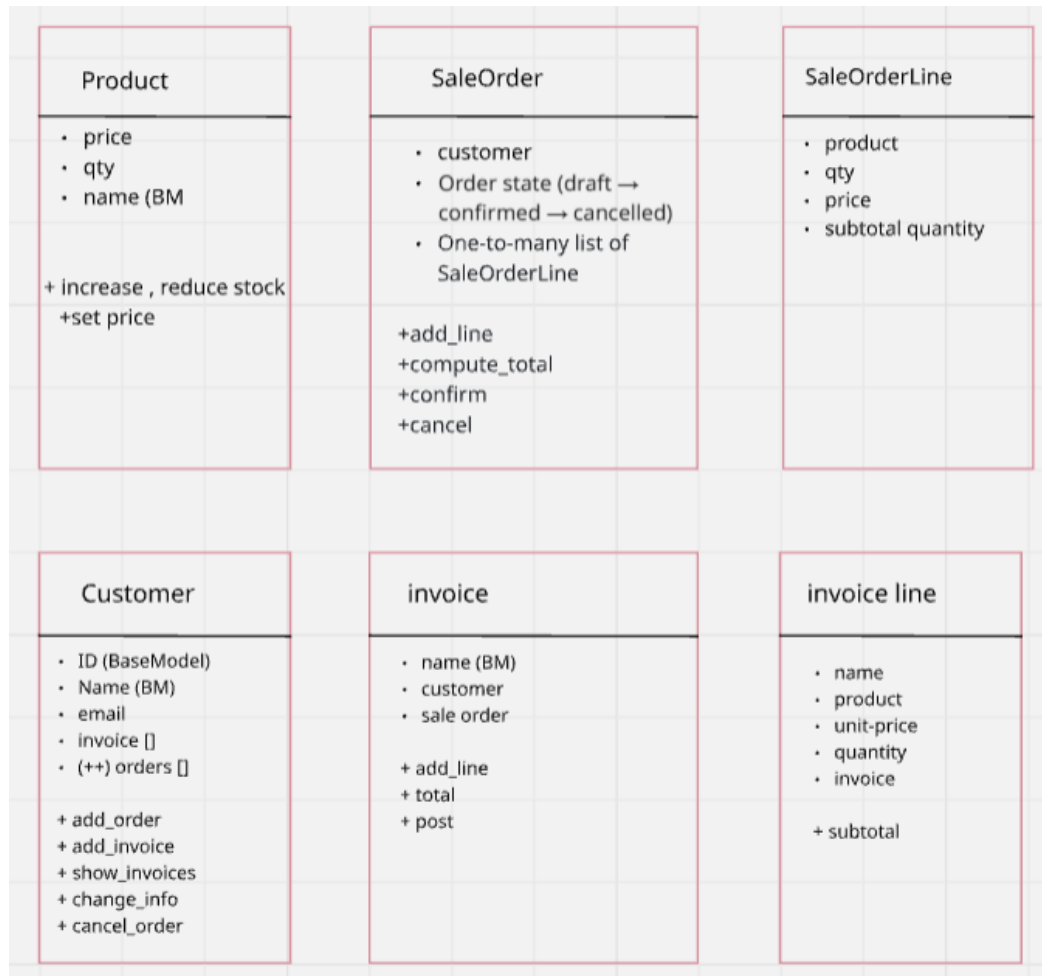 Product
• price
• qty
• name (BM
+ increase , reduce stock
+set price
SaleOrder
• customer
• Order state (draft →
confirmed → cancelled)
• One-to-many list of
SaleOrderLine
+add_line
+compute_total
+confirm
+cancel
SaleOrderLine
• product
• qty
• price
• subtotal quantity
Customer
• ID (BaseModel)
• Name (BM)
• email
• invoice []
• (++) orders []
+ add_order
+ add_invoice
+ show_invoices
+ change_info
+ cancel_order
invoice
• name (BM)
• customer
• sale order
+ add_line
+ total
+ post
invoice line
• name
• product
• unit-price
• quantity
• invoice
+ subtotal